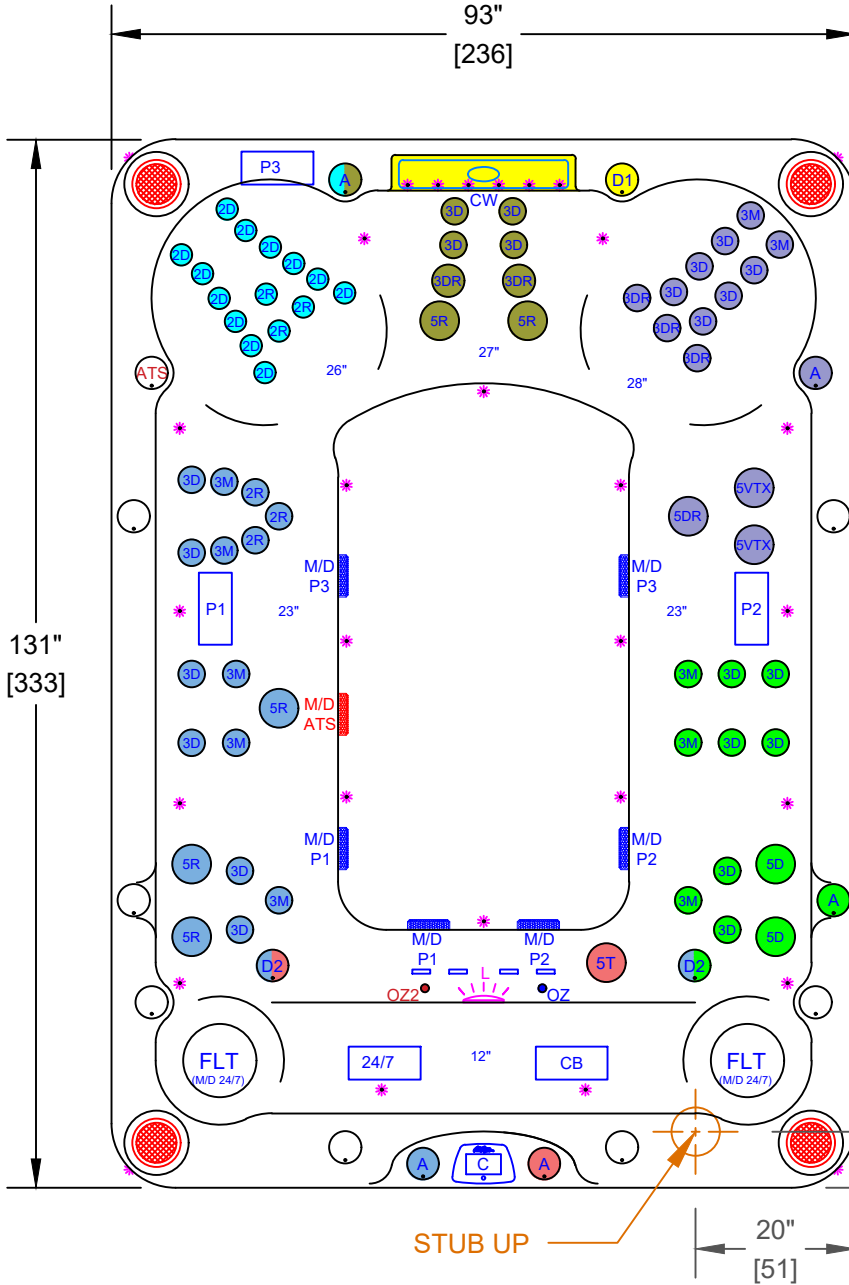 93"
[236]
P3
A
D1
CW
2D
3D
3D
3M
2D
2D
3D
3D
3D
3M
2D
2D
3D
3D
2D
2D
3DR
3DR
2D
2R
2D
3DR
3D
3D
2R
2D
5R
5R
3DR
3D
2R
2D
3DR
27"
2D
26"
28"
ATS
A
3D
3M
2R
5VTX
2R
5DR
2R
3D
3M
5VTX
M/D
P3
M/D
P3
P1
23"
23"
P2
131"
[333]
3D
3M
3M
3D
3D
5R
M/D
ATS
3D
3M
3M
3D
3D
M/D
P1
M/D
P2
5R
3D
3D
5D
3M
3M
A
5R
3D
3D
5D
M/D
P1
M/D
P2
D2
5T
D2
L
OZ2
OZ
FLT
(M/D 24/7)
24/7
12"
CB
FLT
(M/D 24/7)
A
C
A
STUB UP
20"
[51]